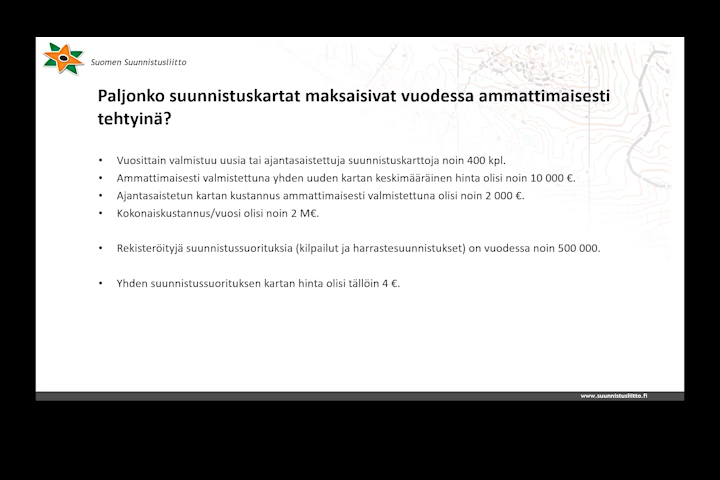 Suomen Suunnistusliitto
Paljonko suunnistuskartat maksaisivat vuodessa ammattimaisesti
tehtyinä?
• Vuosittain valmistuu uusia tai ajantasaistettuja suunnistuskarttoja noin 400 kpl.
• Ammattimaisesti valmistettuna yhden uuden kartan keskimääräinen hinta olisi noin 10 000 €.
• Ajantasaistetun kartan kustannus ammattimaisesti valmistettuna olisi noin 2 000 €.
• Kokonaiskustannus/vuosi olisi noin 2 M€.
• Rekisteröityjä suunnistussuorituksia (kilpailut ja harrastesuunnistukset) on vuodessa noin 500 000.
• Yhden suunnistussuorituksen kartan hinta olisi tällöin 4 €.
www.suunnistusliitto.fi